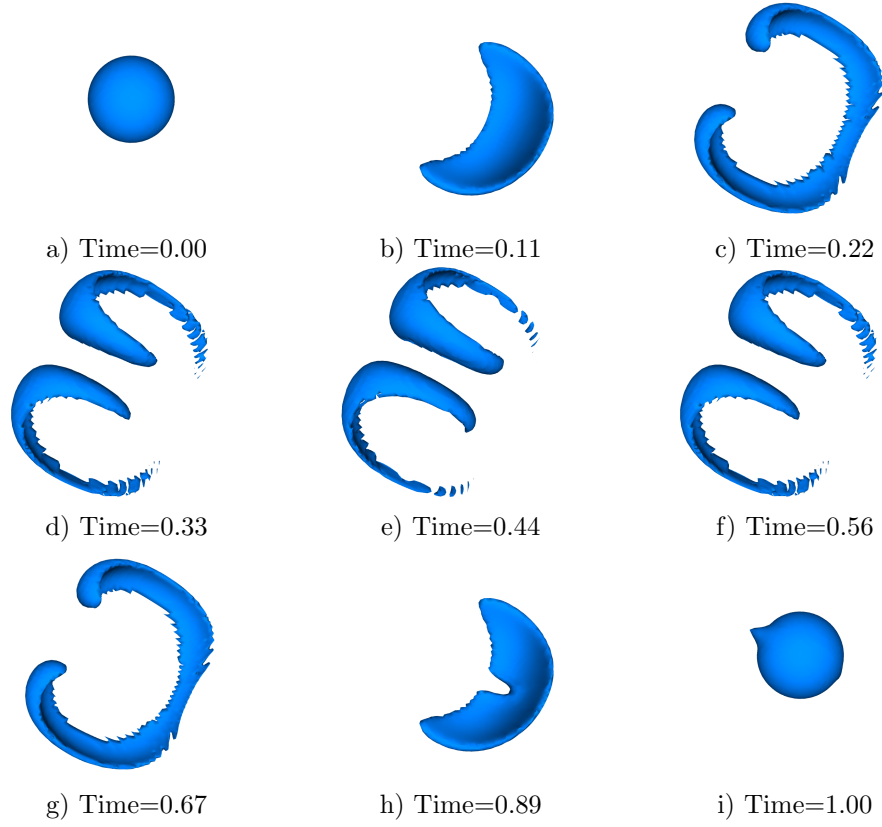 a) Time=0.00
b) Time=0.11
c) Time=0.22
d) Time=0.33
e) Time=0.44
f) Time=0.56
g) Time=0.67
h) Time=0.89
i) Time=1.00